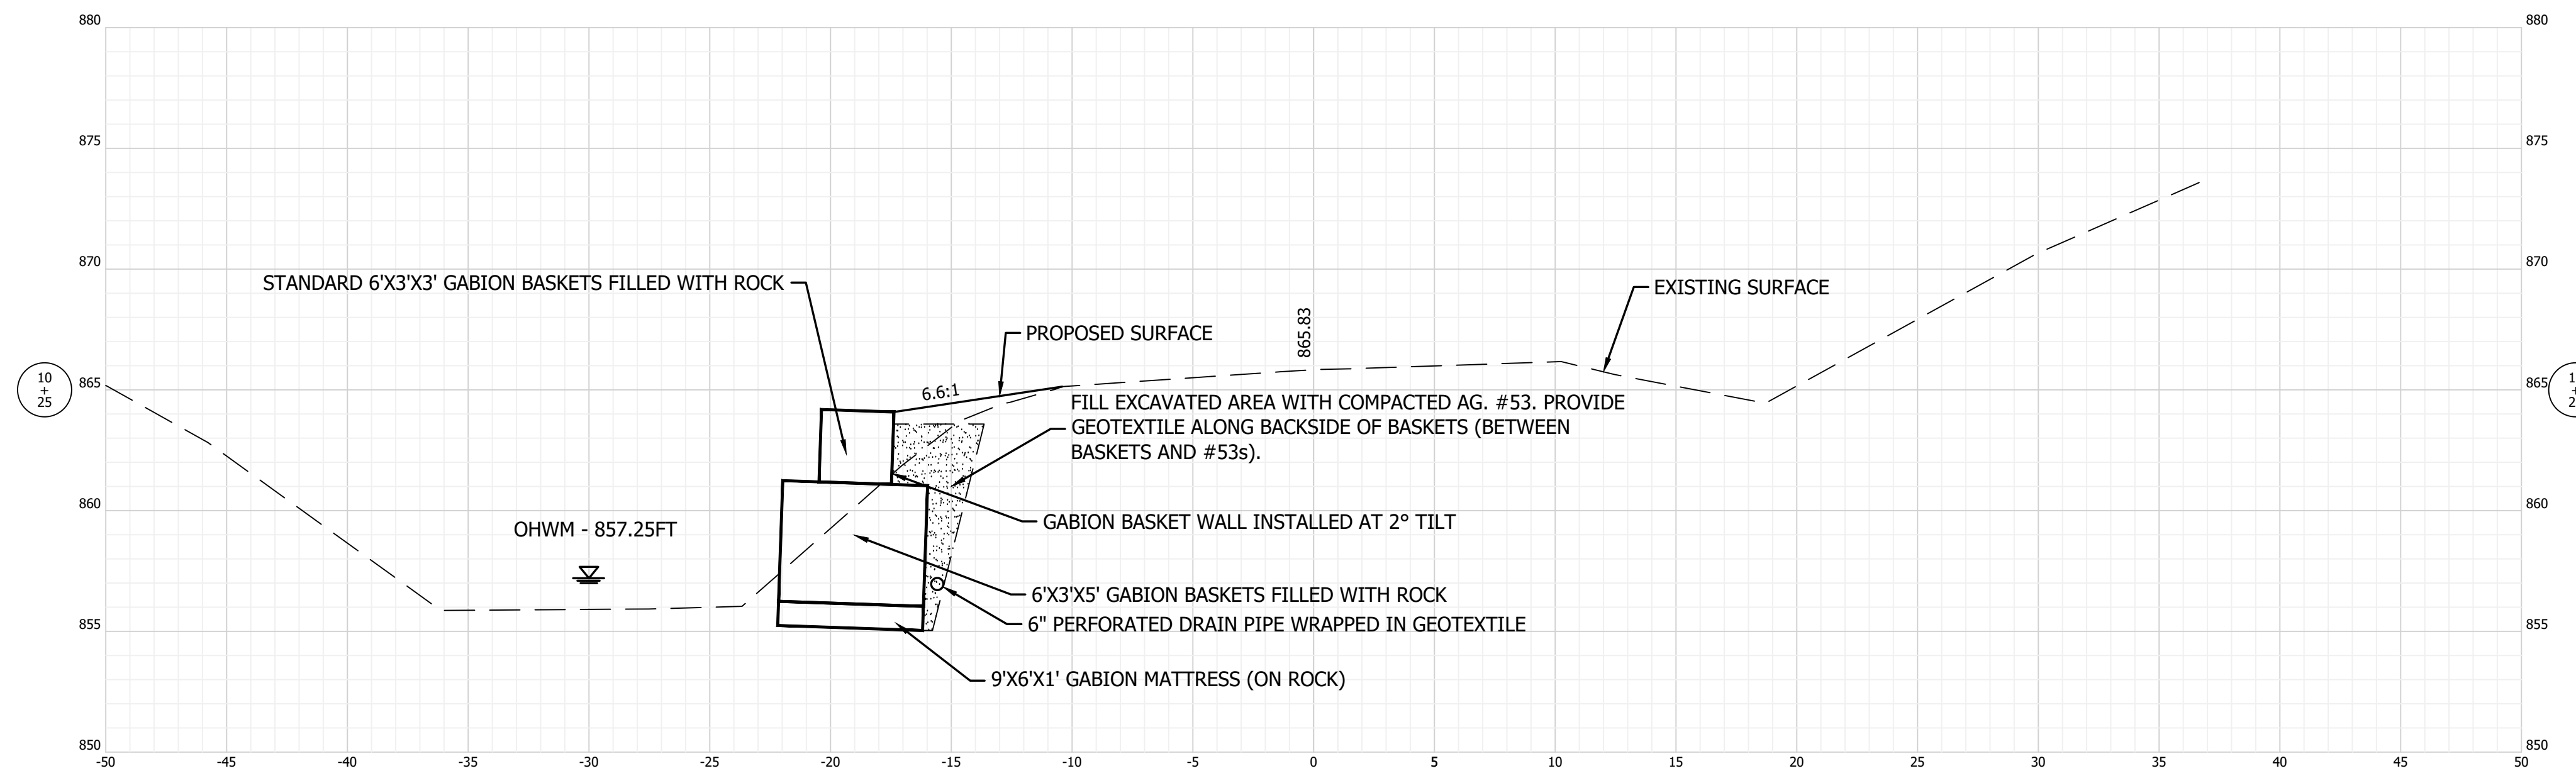 880
880
875
875
870
870
STANDARD 6'X3'X3' GABION BASKETS FILLED WITH ROCK
EXISTING SURFACE
865.83
PROPOSED SURFACE
10
+
25
865
865
6.6:1
FILL EXCAVATED AREA WITH COMPACTED AG. #53. PROVIDE
GEOTEXTILE ALONG BACKSIDE OF BASKETS (BETWEEN
BASKETS AND #53s).
860
860
OHWM - 857.25FT
GABION BASKET WALL INSTALLED AT 2° TILT
6'X3'X5' GABION BASKETS FILLED WITH ROCK
855
855
6" PERFORATED DRAIN PIPE WRAPPED IN GEOTEXTILE
9'X6'X1' GABION MATTRESS (ON ROCK)
850
850
-50 -45 -40 -35 -30 -25 -20 -15 -10 -5 0 5 10 15 20 25 30 35 40 45 50